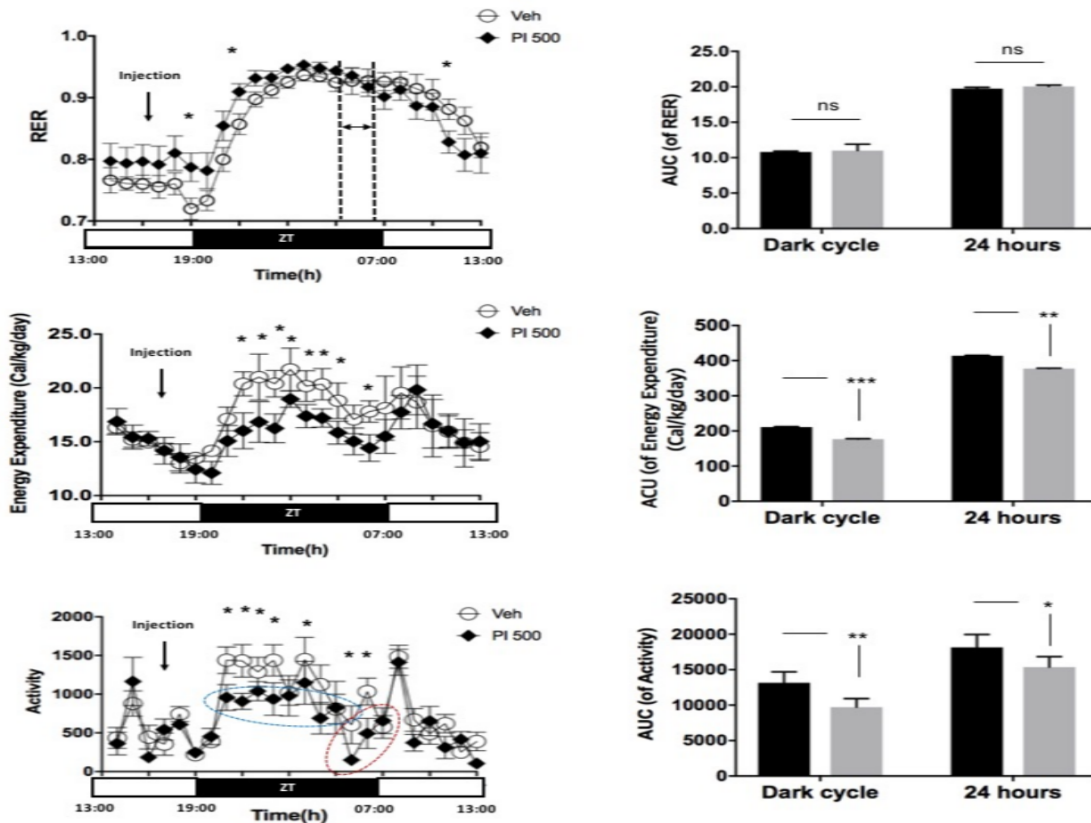 Veh
PI 500
Injection
*
*
*
RER
1.0
0.9
0.8
0.7
ZT
13:00
19:00
07:00
13:00
Time(h)
AUC (of RER)
25.0
20.0
15.0
10.0
5.0
0.0
ns
ns
Dark cycle
24 hours
Veh
PI 500
Injection
* * * * * * * *
Energy Expenditure (Cal/kg/day)
25.0
20.0
15.0
10.0
ZT
13:00
19:00
07:00
13:00
Time(h)
ACU (of Energy Expenditure)
(Cal/kg/day)
500
400
300
200
100
0
***
**
Dark cycle
24 hours
Veh
PI 500
Injection
* * * * * * *
Activity
2000
1500
1000
500
0
ZT
13:00
19:00
07:00
13:00
Time(h)
AUC (of Activity)
25000
20000
15000
10000
5000
0
**
*
Dark cycle
24 hours